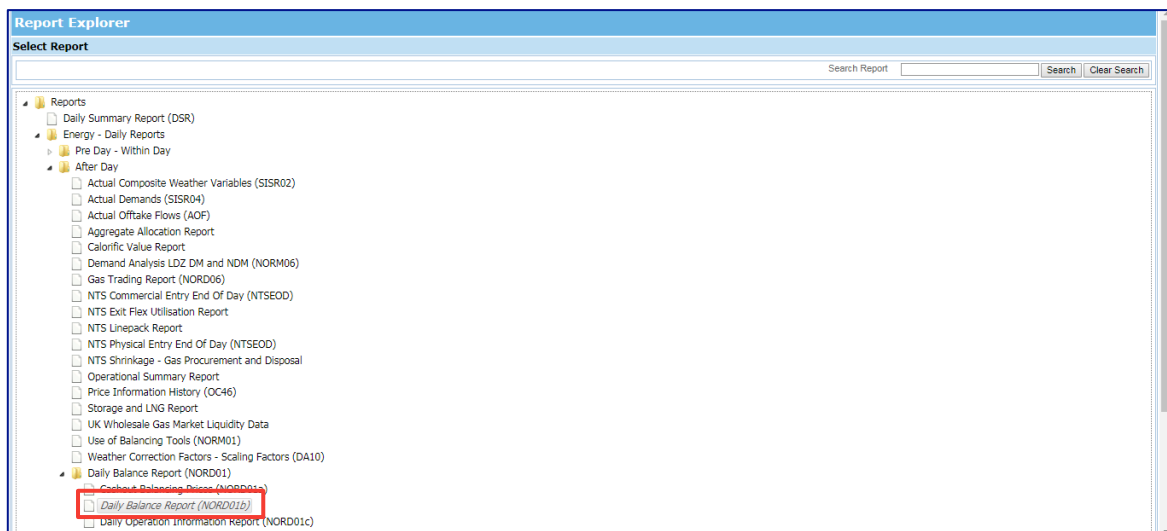 Report Explorer
Select Report
Search Report Search Clear Search
Reports
Daily Summary Report (DSR)
Energy - Daily Reports
Pre Day - Within Day
After Day
Actual Composite Weather Variables (SISR02)
Actual Demands (SISR04)
Actual Offtake Flows (AOF)
Aggregate Allocation Report
Calorific Value Report
Demand Analysis LDZ DM and NDM (NORM06)
Gas Trading Report (NORD06)
NTS Commercial Entry End Of Day (NTSEOD)
NTS Exit Flex Utilisation Report
NTS Linepack Report
NTS Physical Entry End Of Day (NTSEOD)
NTS Shrinkage - Gas Procurement and Disposal
Operational Summary Report
Price Information History (OC46)
Storage and LNG Report
UK Wholesale Gas Market Liquidity Data
Use of Balancing Tools (NORM01)
Weather Correction Factors - Scaling Factors (DA10)
Daily Balance Report (NORD01)
Cashout Balancing Prices (NORD01a)
Daily Balance Report (NORD01b)
Daily Operation Information Report (NORD01c)